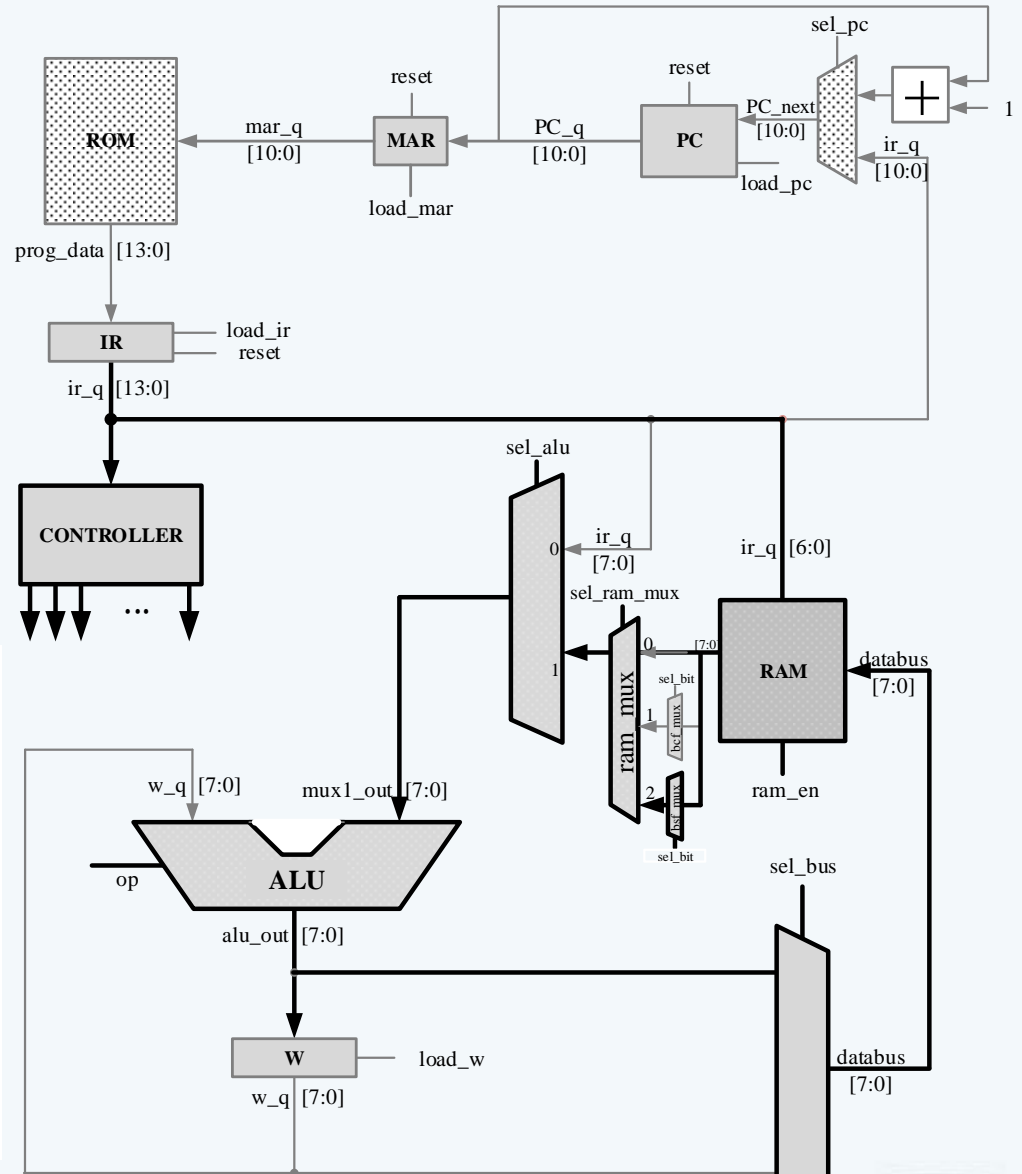 sel_pc
reset
reset
ROM
mar_q
[10:0]
MAR
PC_q
[10:0]
PC
PC_next
[10:0]
+
1
ir_q
[10:0]
load_mar
load_pc
prog_data [13:0]
IR
load_ir
reset
ir_q [13:0]
sel_alu
CONTROLLER
...
0
ir_q
[7:0]
ir_q [6:0]
sel_ram_mux
0
[7:0]
1
ram_mux
sel_bit
1
bcf_mux
2
bsf_mux
sel_bit
RAM
databus
[7:0]
ram_en
w_q [7:0]
mux1_out [7:0]
op
ALU
sel_bus
alu_out [7:0]
W
load_w
w_q [7:0]
databus
[7:0]